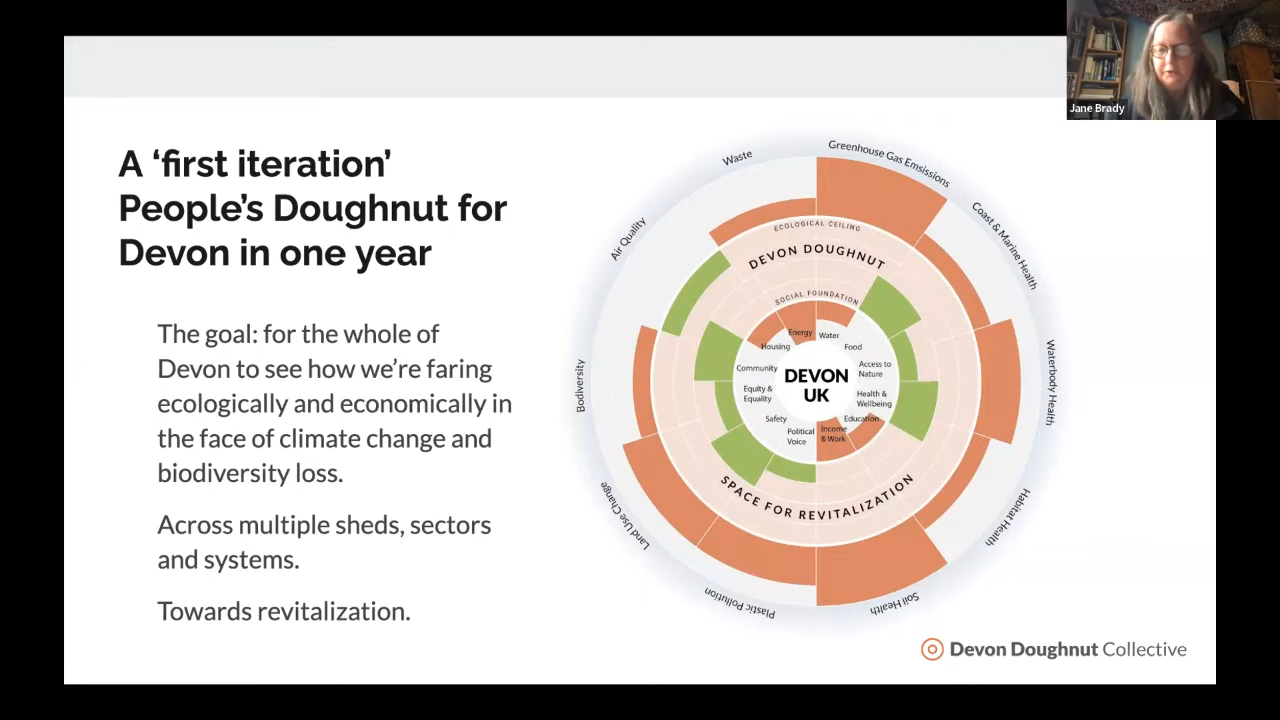 Jane Brady
A ‘first iteration’
People’s Doughnut for
Devon in one year
The goal: for the whole of
Devon to see how we’re faring
ecologically and economically in
the face of climate change and
biodiversity loss.
Across multiple sheds, sectors
and systems.
Towards revitalization.
Waste
Greenhouse Gas Emsissions
Coast & Marine Health
Waterbody Health
Habitat Health
Soil Health
Plastic Pollution
Land Use Change
Biodiversity
Air Quality
ECOLOGICAL CEILING
DEVON DOUGHNUT
SOCIAL FOUNDATION
Energy
Water
Housing
Food
Community
Access to
Nature
Equity &
Equality
Health &
Wellbeing
Safety
Education
Political
Voice
Income
& Work
DEVON
UK
SPACE FOR REVITALIZATION
Devon Doughnut Collective